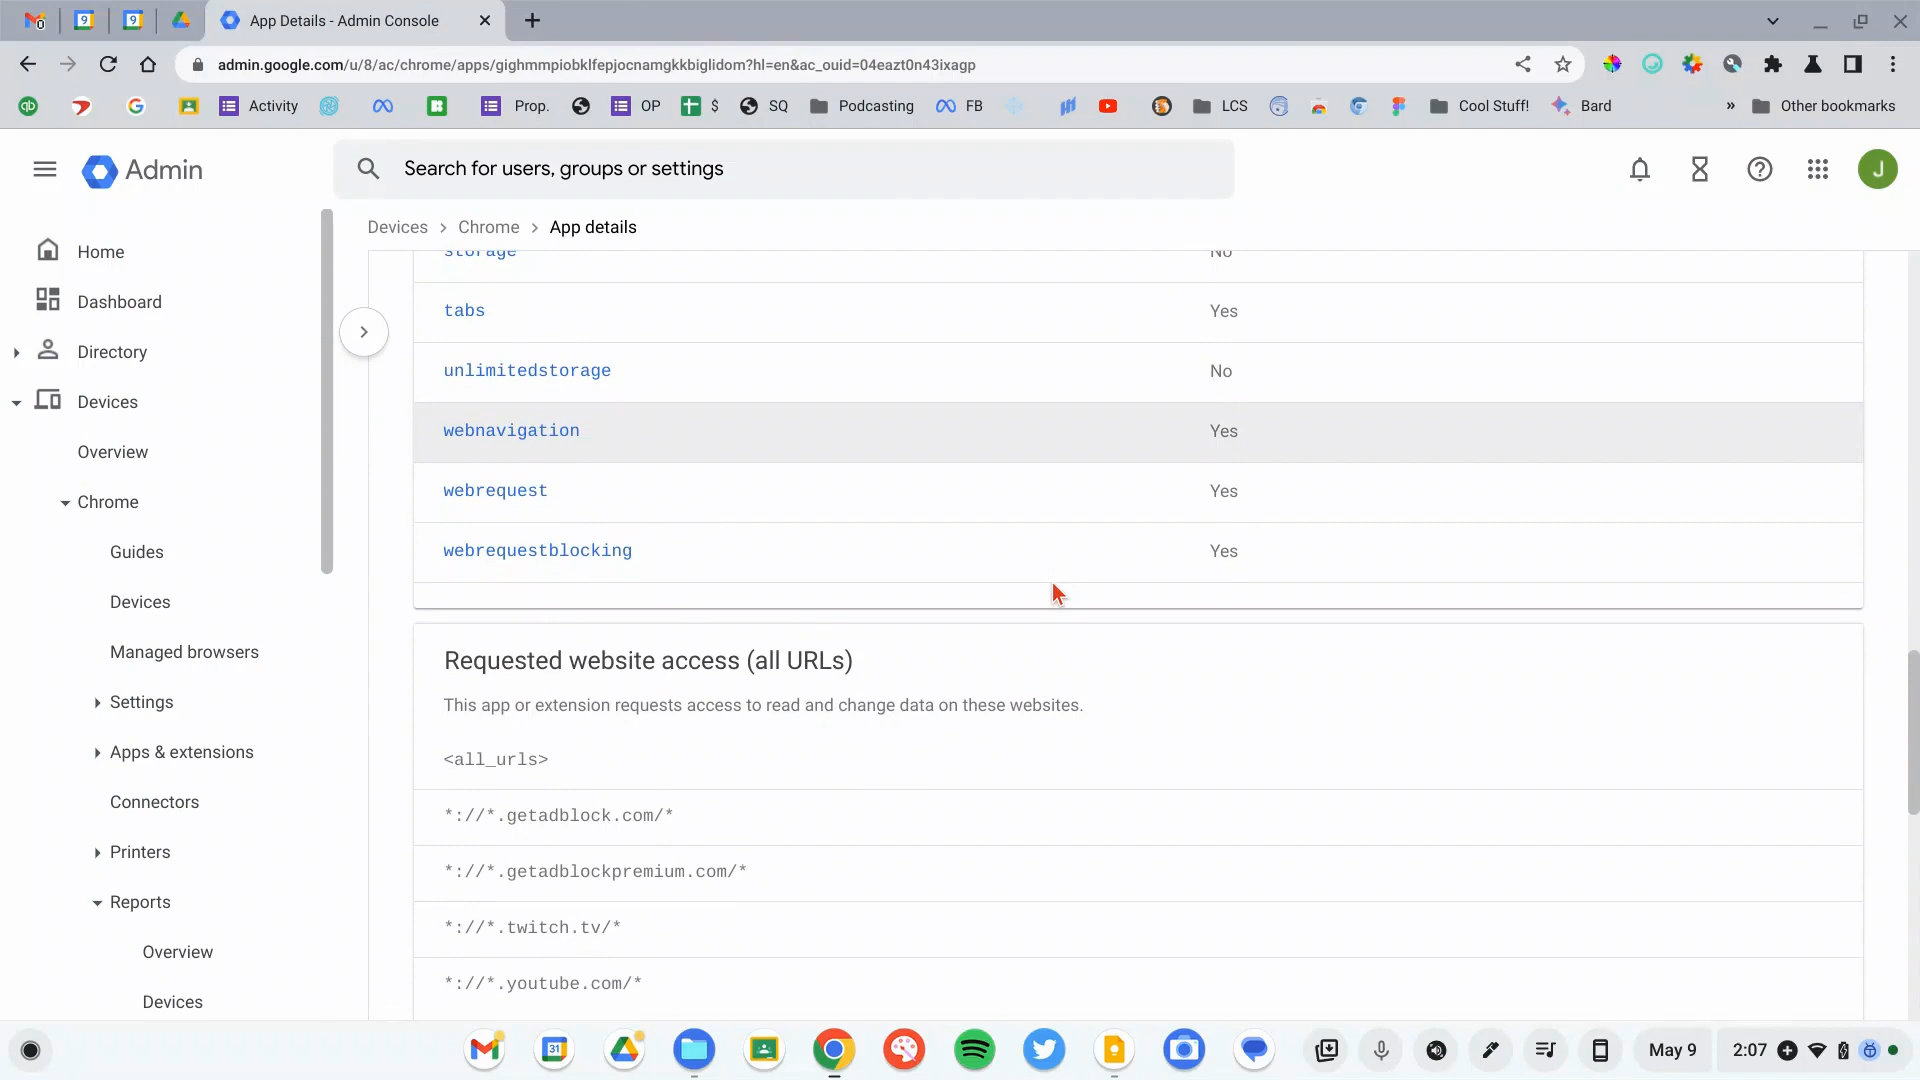 App Details - Admin Console
admin.google.com/u/8/ac/chrome/apps/gighmmpiobklfepjocnamgkkbiglidom?hl=en&ac_ouid=04eazt0n43ixagp
Activity
Prop.
OP
$
SQ
Podcasting
FB
LCS
Cool Stuff!
Bard
»
Other bookmarks
Admin
Search for users, groups or settings
J
Devices > Chrome > App details
Home
Dashboard
Directory
Devices
Overview
Chrome
Guides
Devices
Managed browsers
Settings
Apps & extensions
Connectors
Printers
Reports
Overview
Devices
storage No
tabs Yes
unlimitedstorage No
webnavigation Yes
webrequest Yes
webrequestblocking Yes
Requested website access (all URLs)
This app or extension requests access to read and change data on these websites.
<all_urls>
*://*.getadblock.com/*
*://*.getadblockpremium.com/*
*://*.twitch.tv/*
*://*.youtube.com/*
31
May 9
2:07